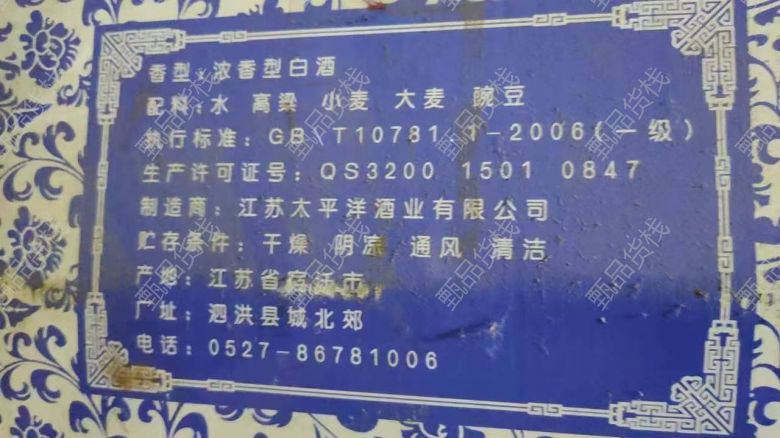 香型:浓香型白酒
配料:水 高粱 小麦 大麦 豌豆
执行标准:GB/T10781.1-2006(一级)
生产许可证号:QS3200 1501 0847
制造商:江苏太平洋酒业有限公司
贮存条件:干燥 阴凉 通风 清洁
产地:江苏省宿迁市
厂址:泗洪县城北郊
电话:0527-86781006
甄品货栈